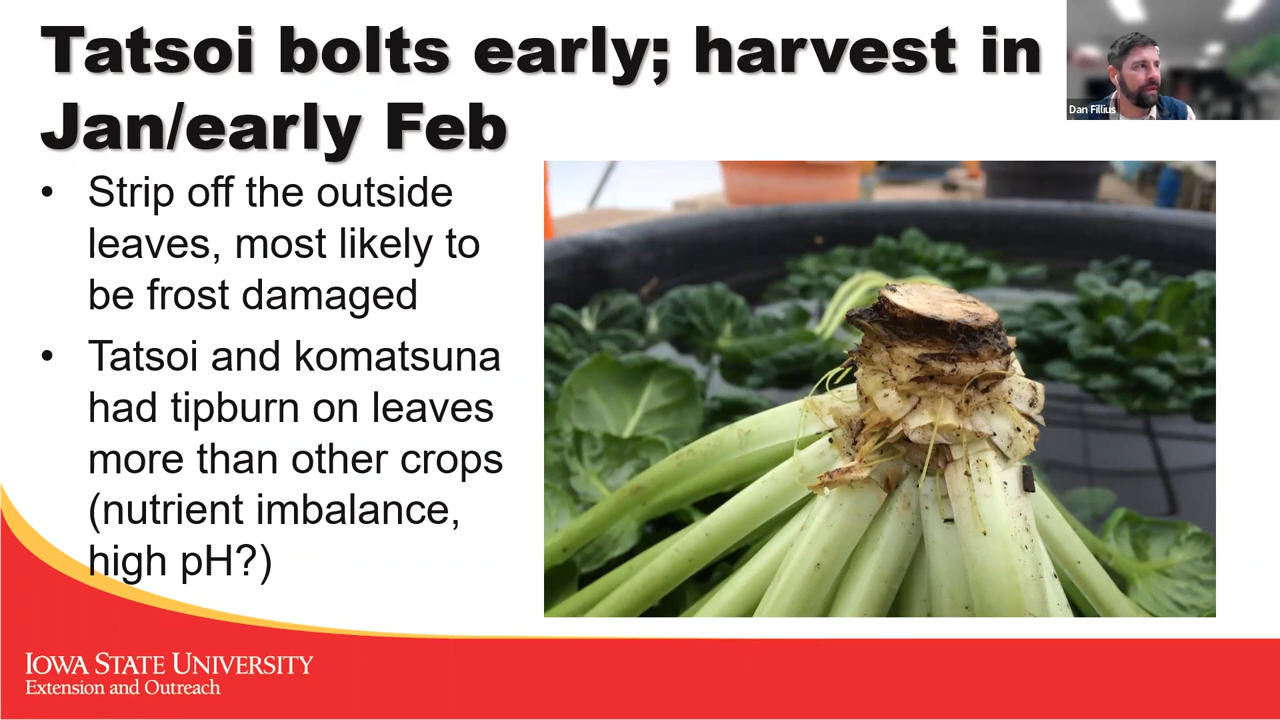 Tatsoi bolts early; harvest in
Jan/early Feb
Dan Fillius
• Strip off the outside
leaves, most likely to
be frost damaged
• Tatsoi and komatsuna
had tipburn on leaves
more than other crops
(nutrient imbalance,
high pH?)
IOWA STATE UNIVERSITY
Extension and Outreach